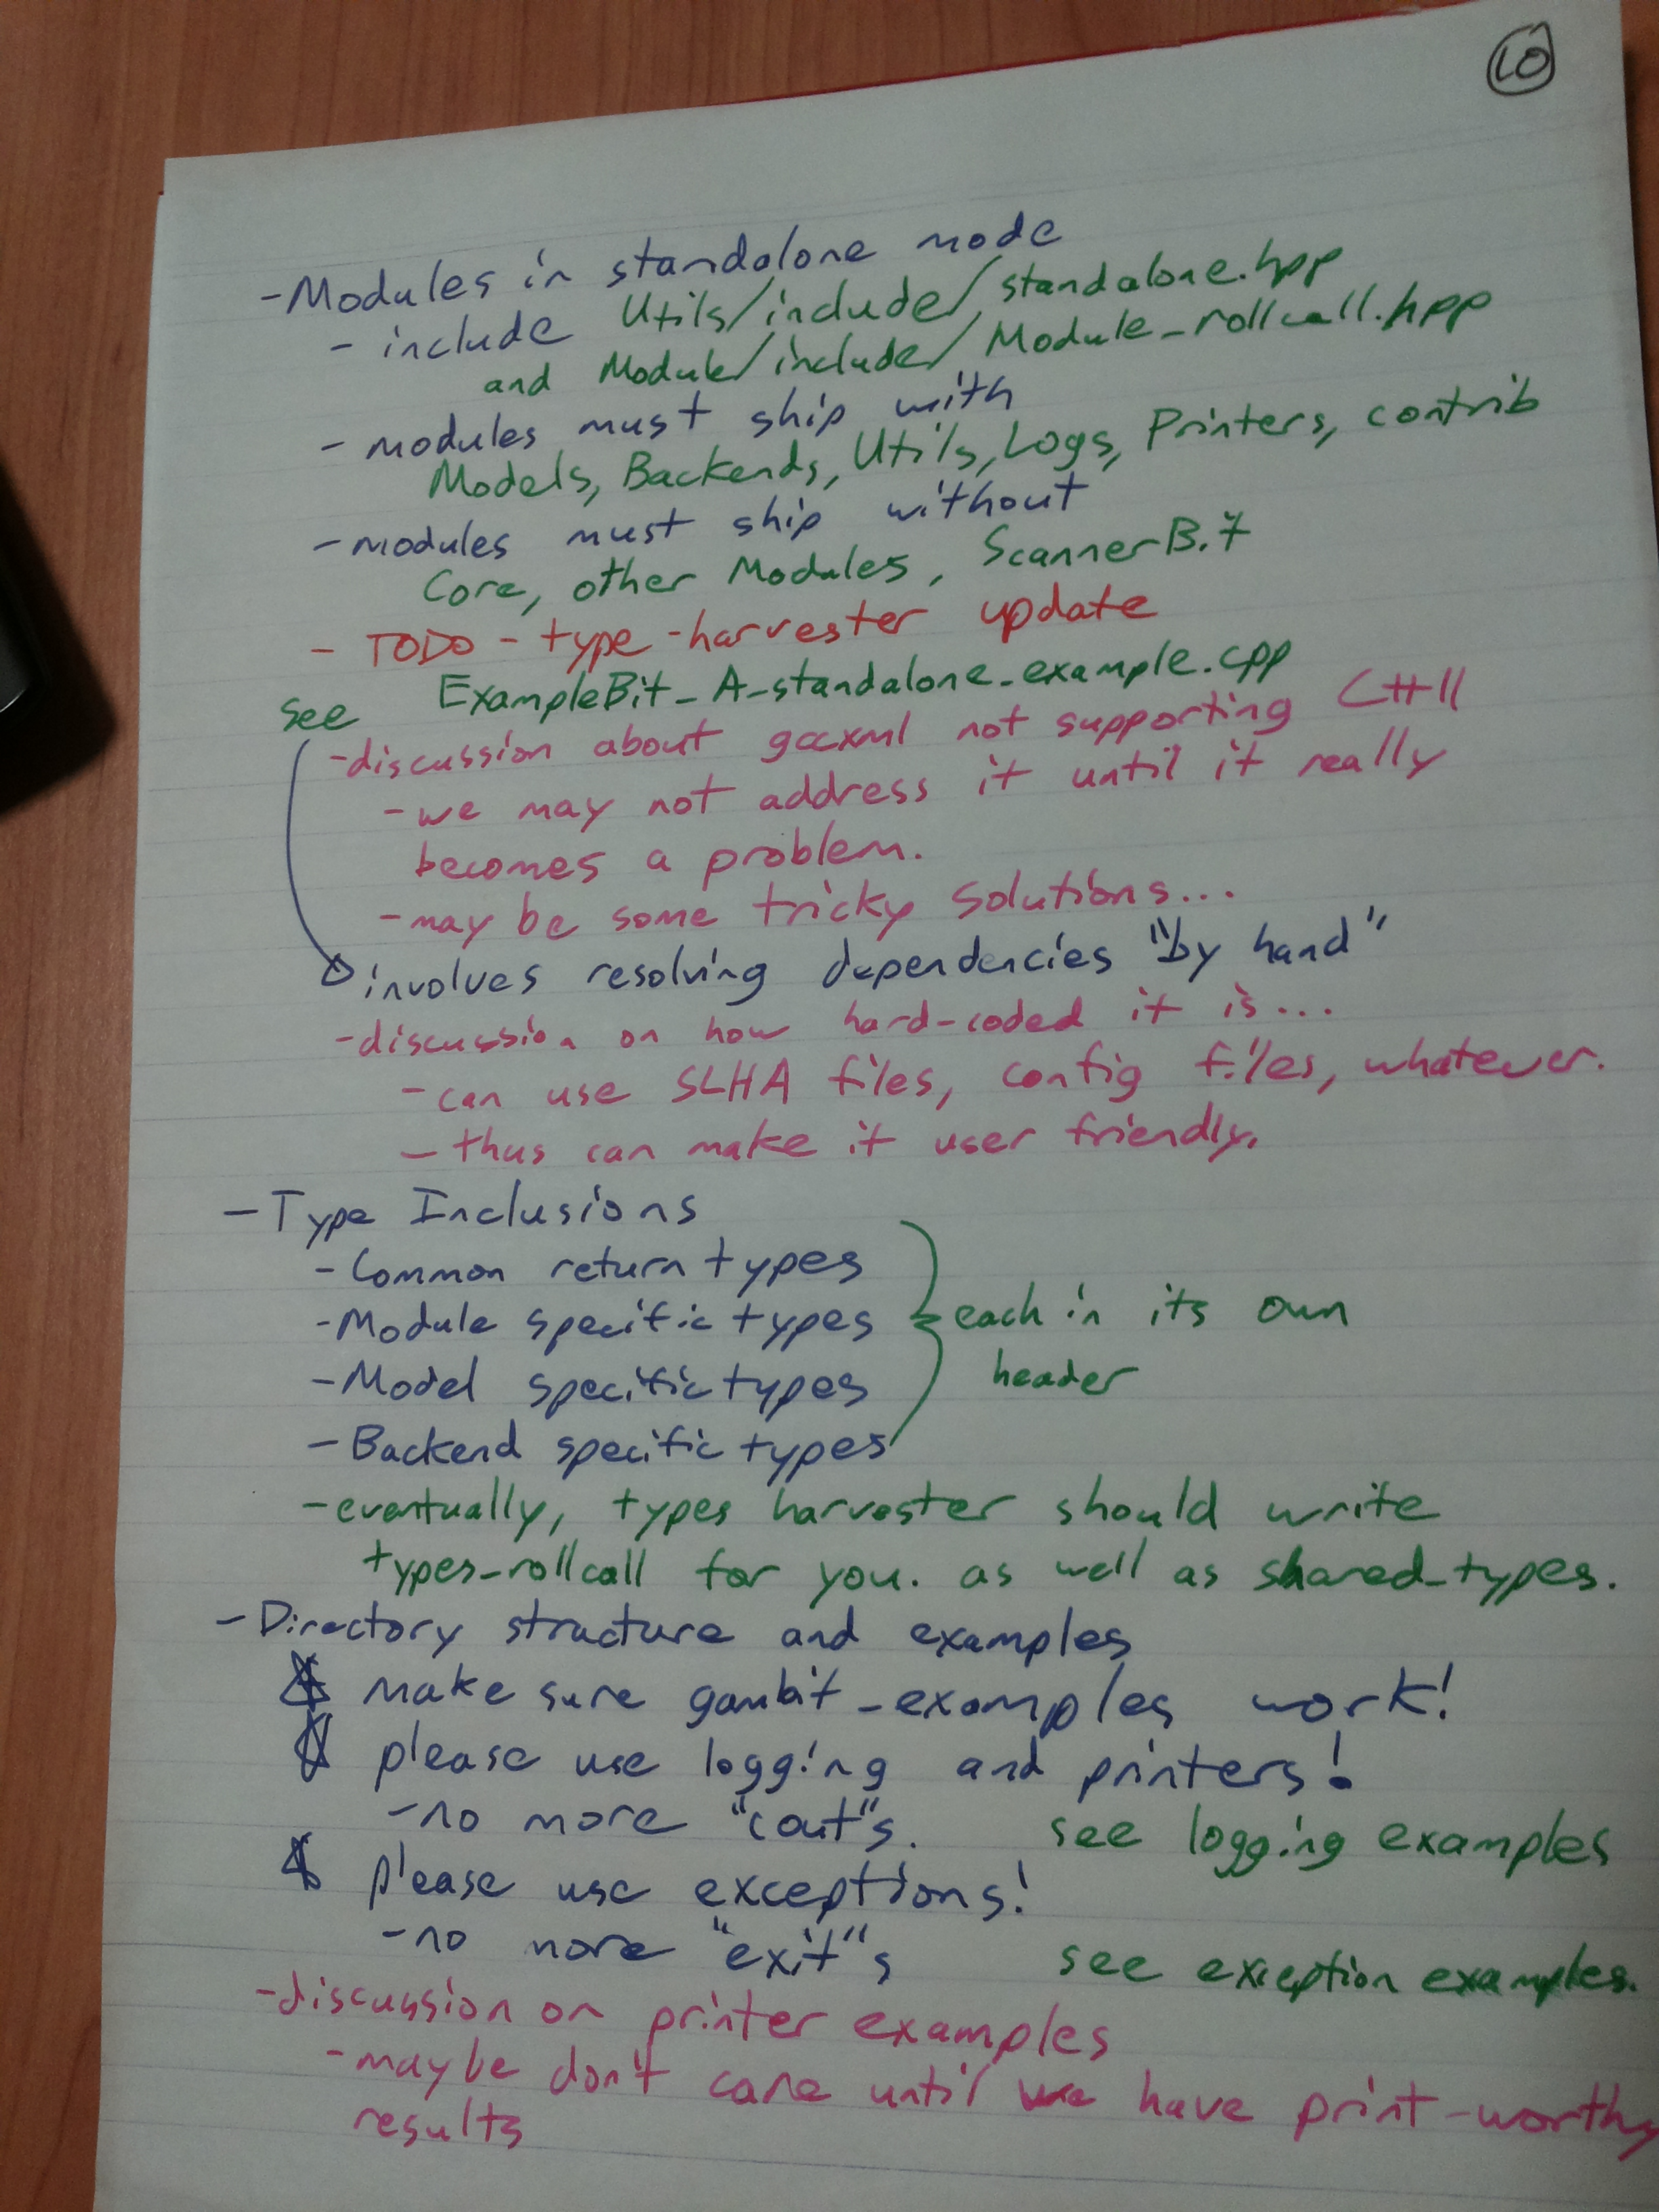 10
- Modules in standalone mode
- include Utils/include/standalone.hpp
and Module/include/Module_rollcall.hpp
- modules must ship with
Models, Backends, Utils, Logs, Printers, contrib
- modules must ship without
Core, other Modules, ScannerBit
- TODO - type-harvester update
see ExampleBit_A_standalone_example.cpp
- discussion about gccxml not supporting C++11
- we may not address it until it really
becomes a problem.
- may be some tricky solutions...
involves resolving dependencies "by hand"
- discussion on how hard-coded it is...
- can use SLHA files, config files, whatever.
- thus can make it user friendly.
- Type Inclusions
- Common return types
- Module specific types
- Model specific types
- Backend specific types
each in its own
header
- eventually, types harvester should write
types_rollcall for you. as well as shared_types.
- Directory structure and examples
make sure gambit_examples work!
please use logging and printers!
- no more "cout"s. see logging examples
please use exceptions!
- no more "exit"s see exception examples.
- discussion on printer examples
- maybe don't care until we have print-worthy
results